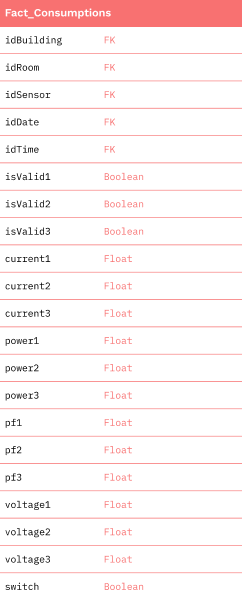 Fact_Consumptions
idBuilding FK
idRoom FK
idSensor FK
idDate FK
idTime FK
isValid1 Boolean
isValid2 Boolean
isValid3 Boolean
current1 Float
current2 Float
current3 Float
power1 Float
power2 Float
power3 Float
pf1 Float
pf2 Float
pf3 Float
voltage1 Float
voltage2 Float
voltage3 Float
switch Boolean